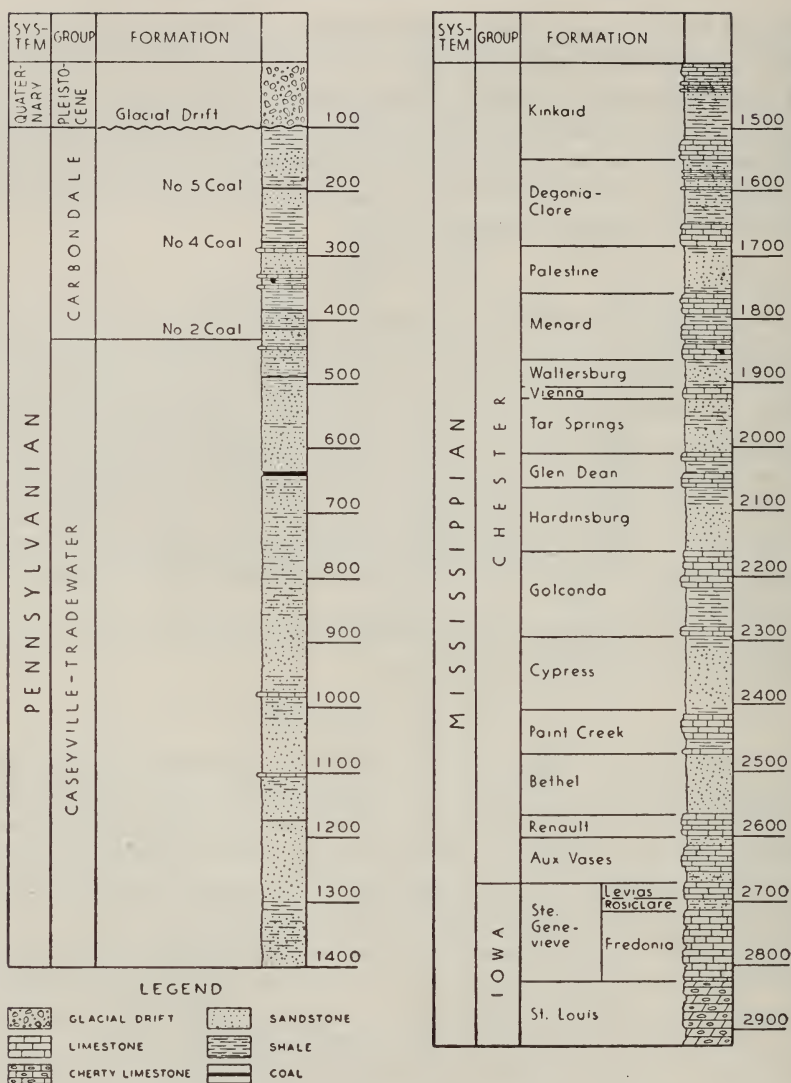 SYS-
TEM
GROUP
FORMATION
QUATER-
NARY
PLEISTO-
CENE
Glacial Drift
100
PENNSYLVANIAN
CARBONDALE
No 5 Coal
200
No 4 Coal
300
400
No 2 Coal
CASEYVILLE-TRADEWATER
500
600
700
800
900
1000
1100
1200
1300
1400
LEGEND
GLACIAL DRIFT
SANDSTONE
LIMESTONE
SHALE
CHERTY LIMESTONE
COAL
SYS-
TEM
GROUP
FORMATION
MISSISSIPPIAN
CHESTER
Kinkaid
1500
Degonia-
Clore
1600
1700
Palestine
Menard
1800
Waltersburg
1900
Vienna
Tar Springs
2000
Glen Dean
2100
Hardinsburg
2200
Golconda
2300
Cypress
2400
Paint Creek
2500
Bethel
Renault
2600
Aux Vases
IOWA
Ste.
Gene-
vieve
Levias
2700
Rosiclare
Fredonia
2800
St. Louis
2900